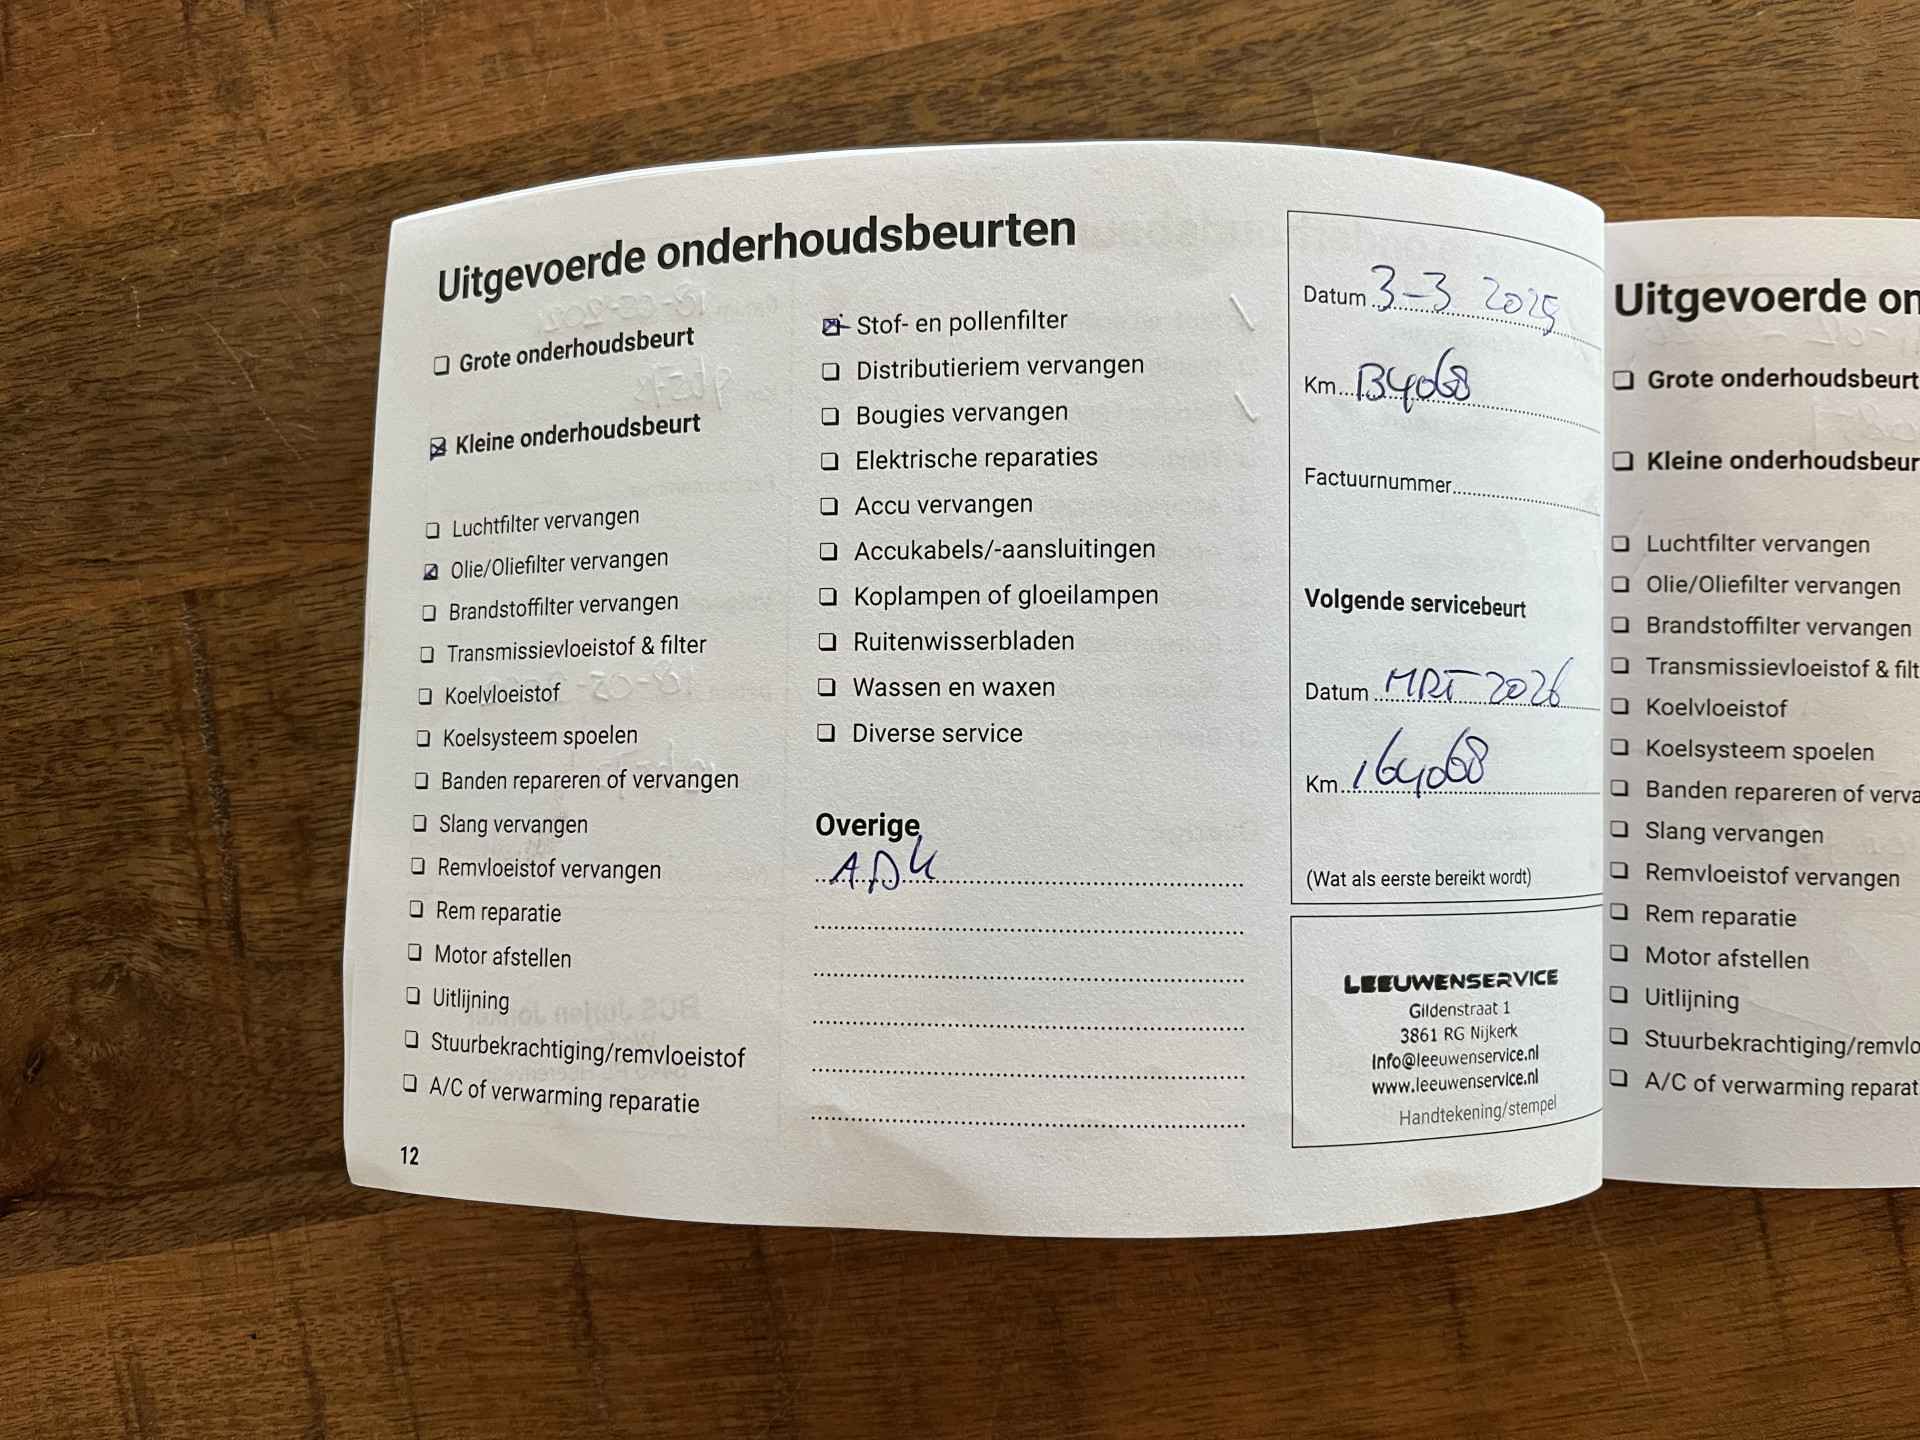 Uitgevoerde onderhoudsbeurten
Grote onderhoudsbeurt
Kleine onderhoudsbeurt
Luchtfilter vervangen
Olie/Oliefilter vervangen
Brandstoffilter vervangen
Transmissievloeistof & filter
Koelvloeistof
Koelsysteem spoelen
Banden repareren of vervangen
Slang vervangen
Remvloeistof vervangen
Rem reparatie
Motor afstellen
Uitlijning
Stuurbekrachtiging/remvloeistof
A/C of verwarming reparatie
12
Stof- en pollenfilter
Distributieriem vervangen
Bougies vervangen
Elektrische reparaties
Accu vervangen
Accukabels/-aansluitingen
Koplampen of gloeilampen
Ruitenwisserbladen
Wassen en waxen
Diverse service
Overige
ADK
Datum 3-3 2025
Km 134068
Factuurnummer
Volgende servicebeurt
Datum MRT 2026
Km 164068
(Wat als eerste bereikt wordt)
LEEUWENSERVICE
Gildenstraat 1
3861 RG Nijkerk
Info@leeuwenservice.nl
www.leeuwenservice.nl
Handtekening/stempel
Uitgevoerde on
Grote onderhoudsbeurt
Kleine onderhoudsbeur
Luchtfilter vervangen
Olie/Oliefilter vervangen
Brandstoffilter vervangen
Transmissievloeistof & filt
Koelvloeistof
Koelsysteem spoelen
Banden repareren of verva
Slang vervangen
Remvloeistof vervangen
Rem reparatie
Motor afstellen
Uitlijning
Stuurbekrachtiging/remvlo
A/C of verwarming reparat